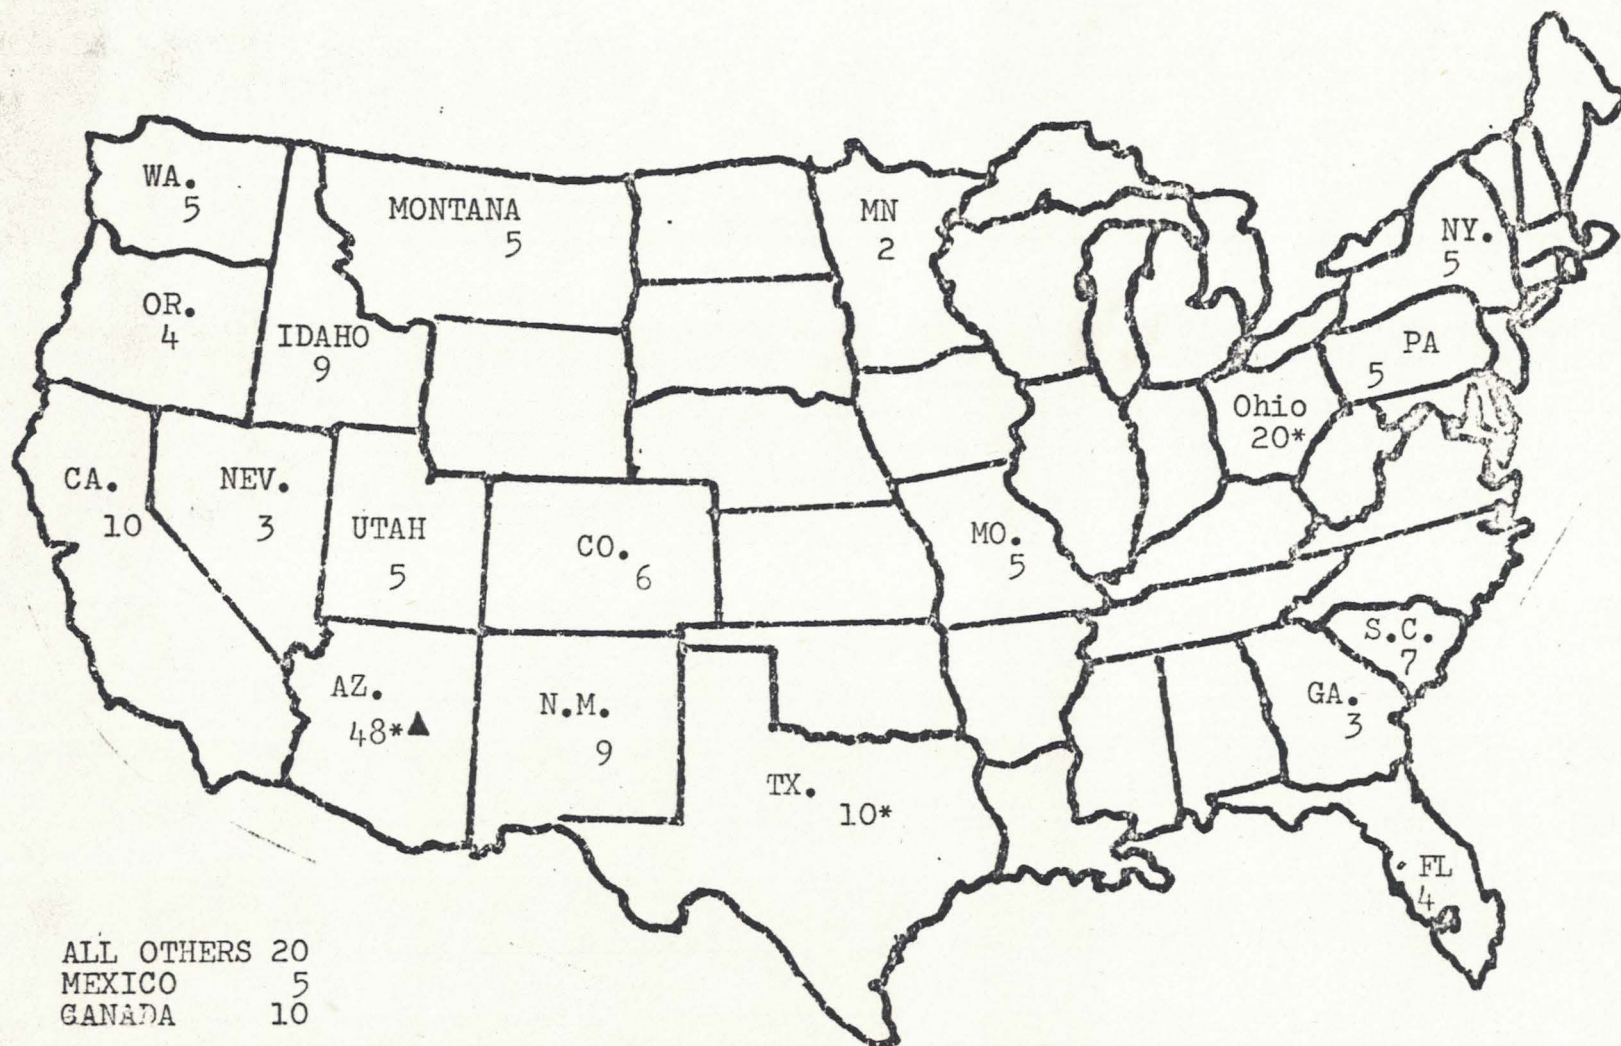 WA.
5
MONTANA
5
MN
2
NY.
5
OR.
4
IDAHO
9
PA
5
Ohio
20*
CA.
10
NEV.
3
UTAH
5
CO.
6
MO.
5
S.C.
7
AZ.
48*▲
N.M.
9
GA.
3
TX.
10*
FL
4
ALL OTHERS 20
MEXICO 5
CANADA 10